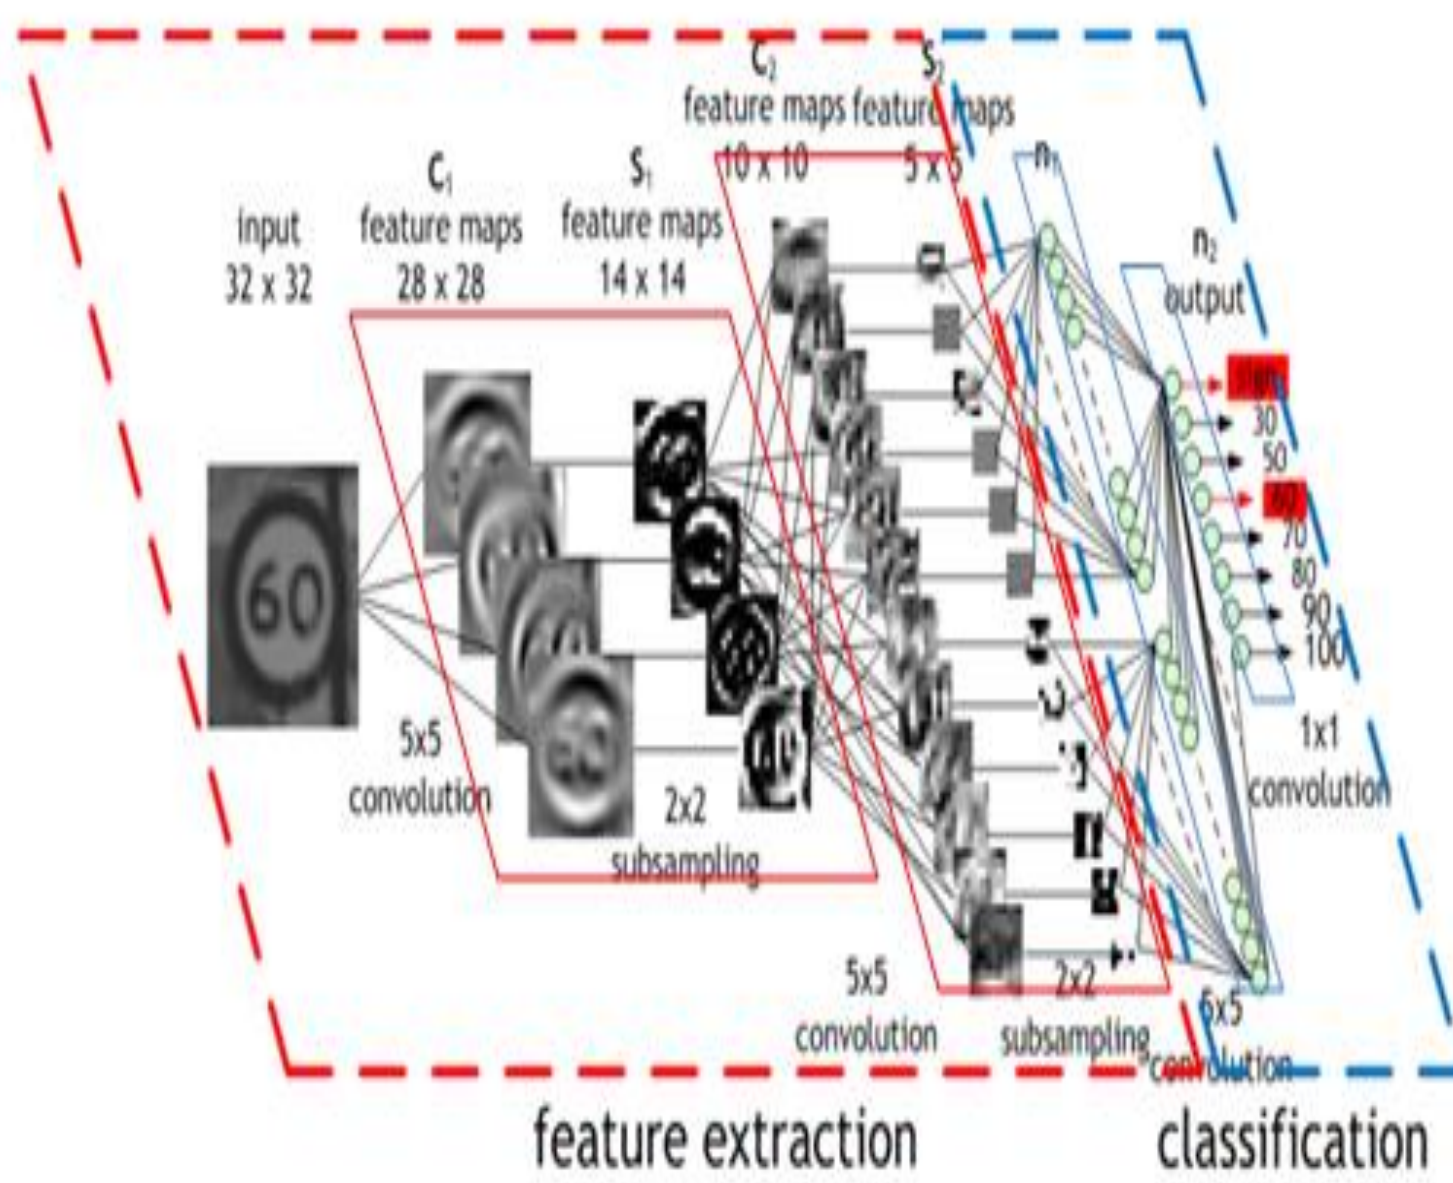 C₂
S₂
feature maps
feature maps
10 x 10
5 x 5
C₁
feature maps
28 x 28
S₁
feature maps
14 x 14
input
32 x 32
n₁
n₂
output
30
50
60
70
80
90
100
60
5x5
convolution
2x2
subsampling
1x1
convolution
5x5
convolution
2x2
subsampling
5x5
convolution
feature extraction
classification